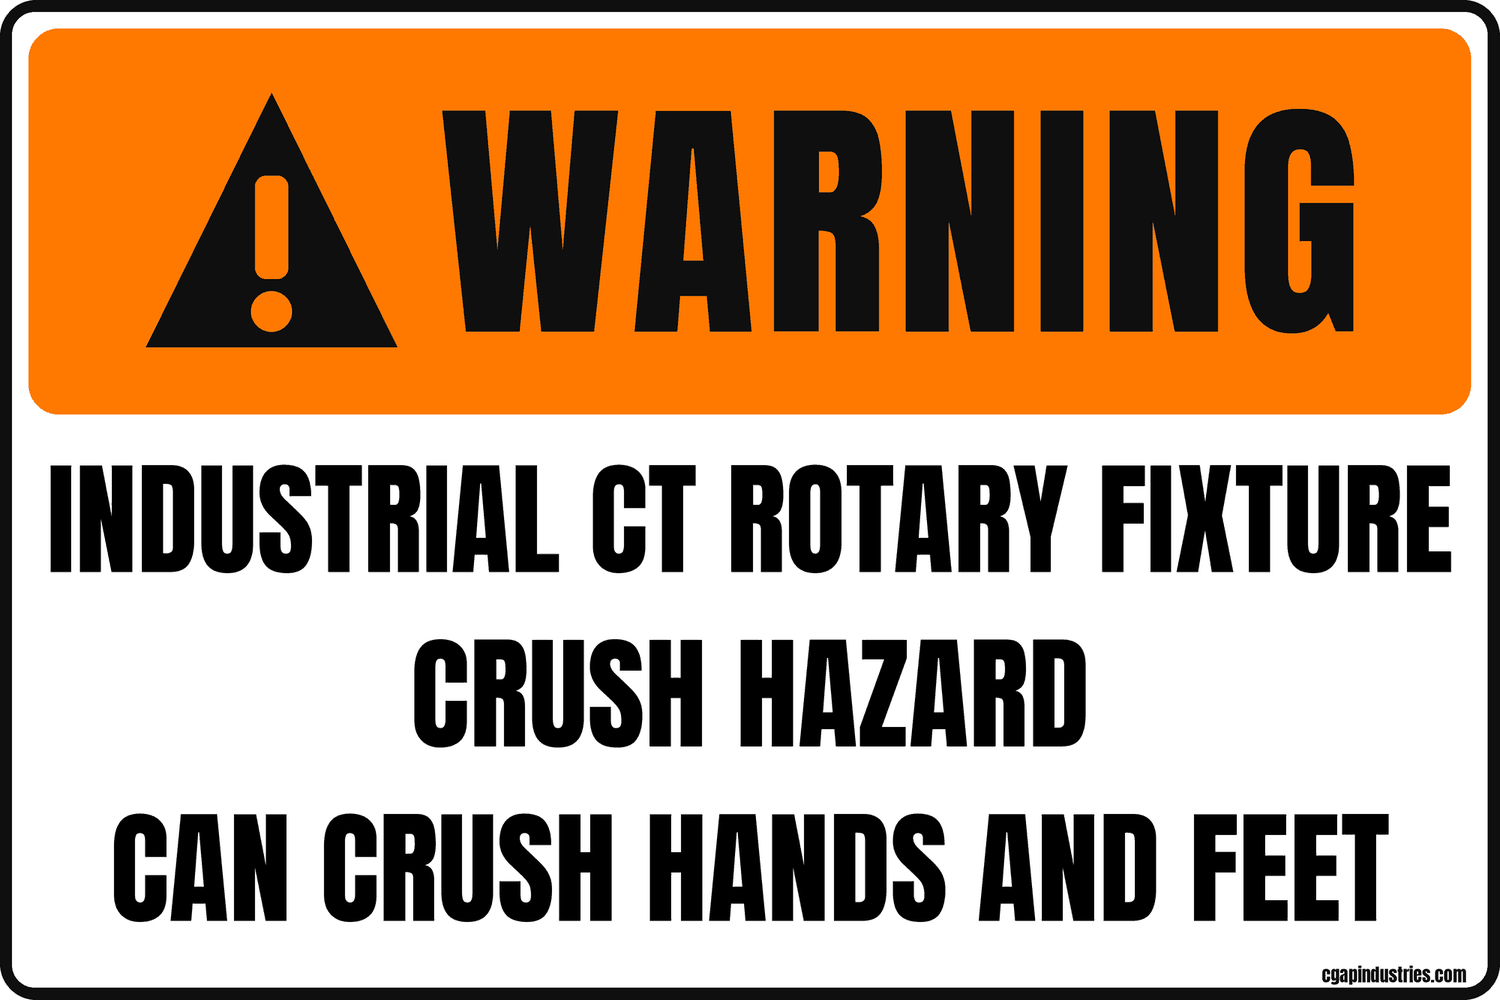 WARNING
INDUSTRIAL CT ROTARY FIXTURE
CRUSH HAZARD
CAN CRUSH HANDS AND FEET
cgapindustries.com